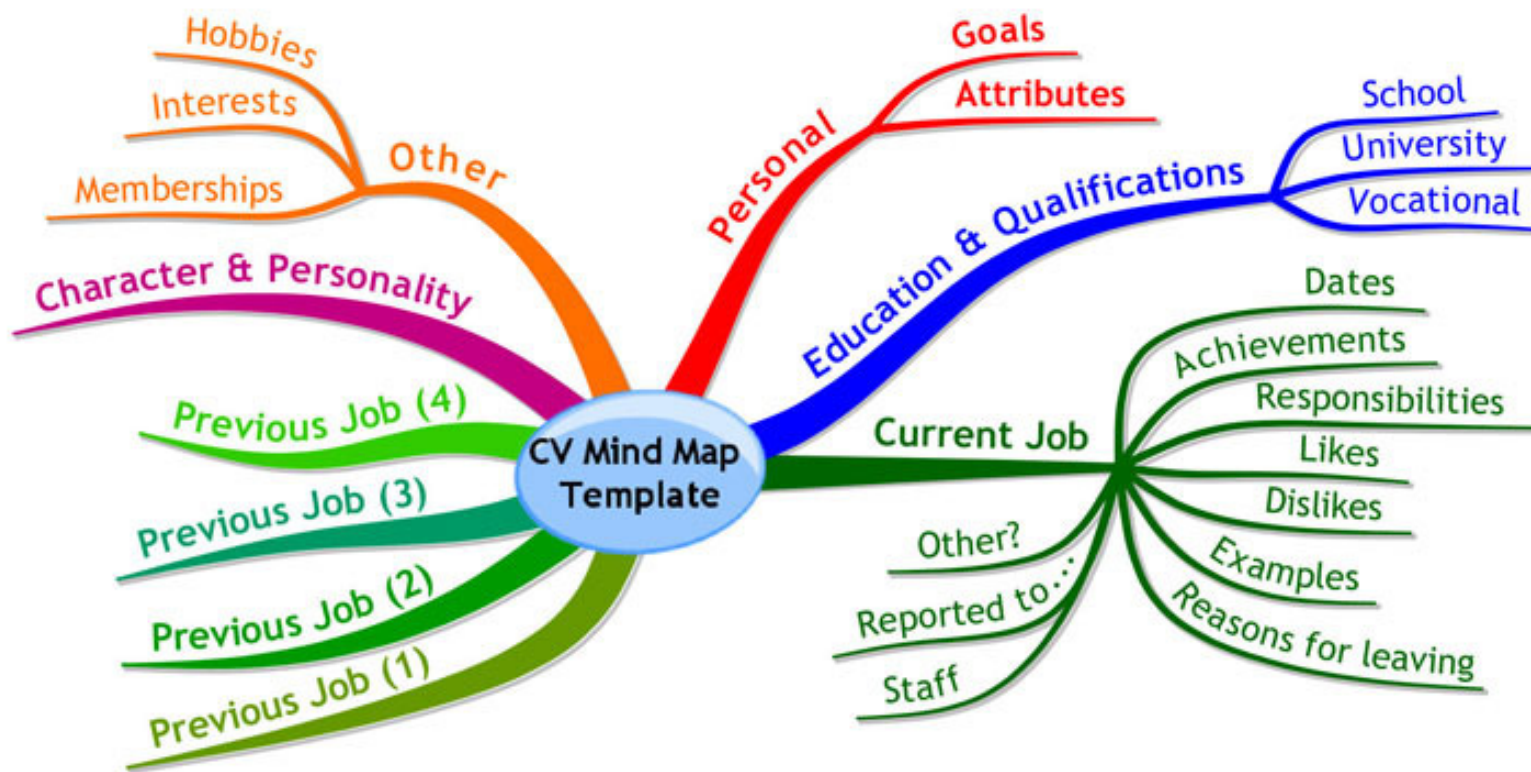 CV Mind Map
Template
Personal
Goals
Attributes
Education & Qualifications
School
University
Vocational
Current Job
Dates
Achievements
Responsibilities
Likes
Dislikes
Examples
Reasons for leaving
Staff
Reported to...
Other?
Previous Job (1)
Previous Job (2)
Previous Job (3)
Previous Job (4)
Character & Personality
Other
Memberships
Interests
Hobbies